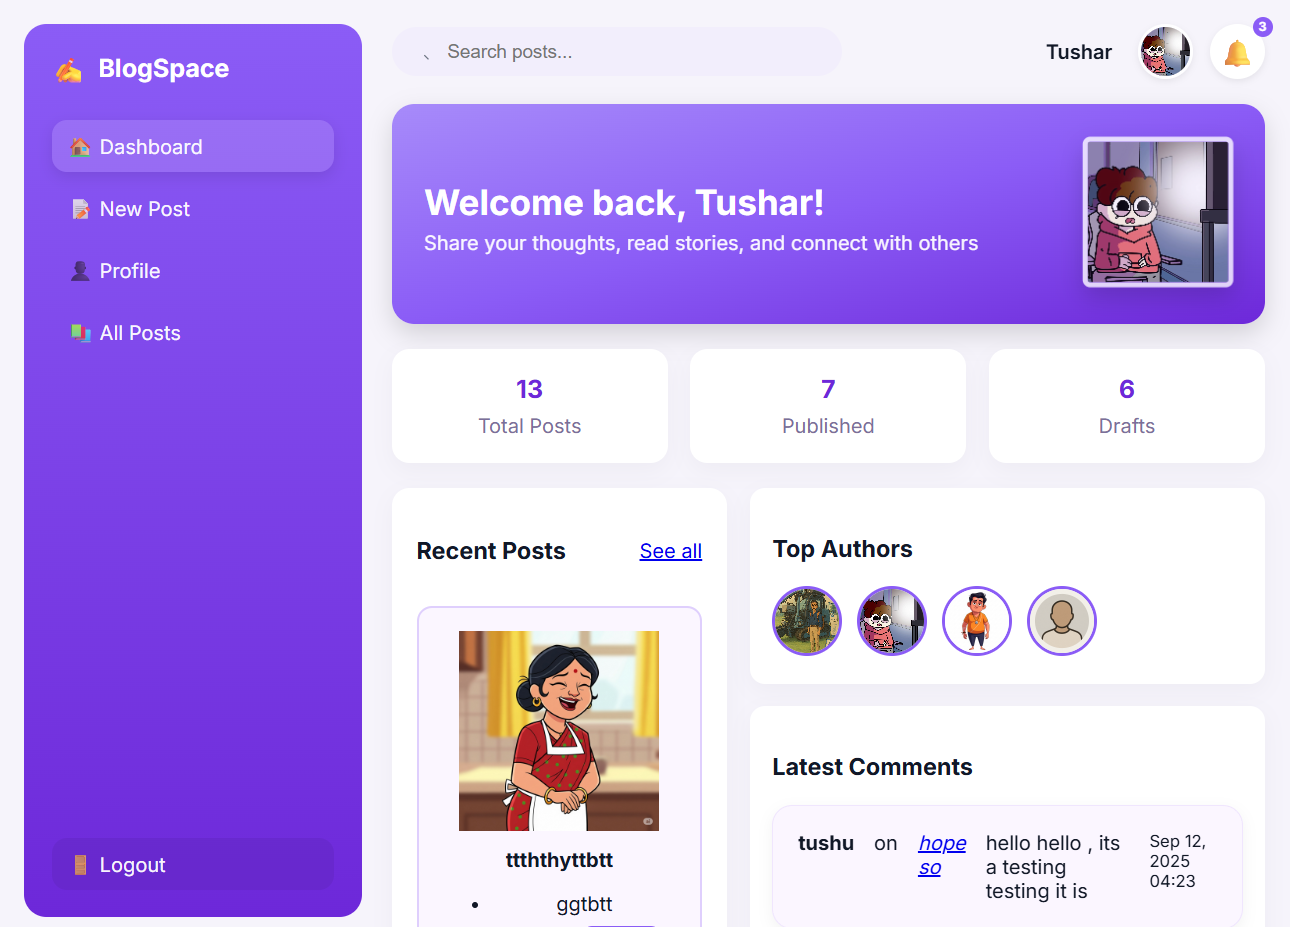 BlogSpace
Dashboard
New Post
Profile
All Posts
Logout
Search posts...
Tushar
3
Welcome back, Tushar!
Share your thoughts, read stories, and connect with others
13
Total Posts
7
Published
6
Drafts
Recent Posts
See all
ttththyttbtt
ggtbtt
Top Authors
Latest Comments
tushu on hope so
hello hello , its
a testing
testing it is
Sep 12,
2025
04:23